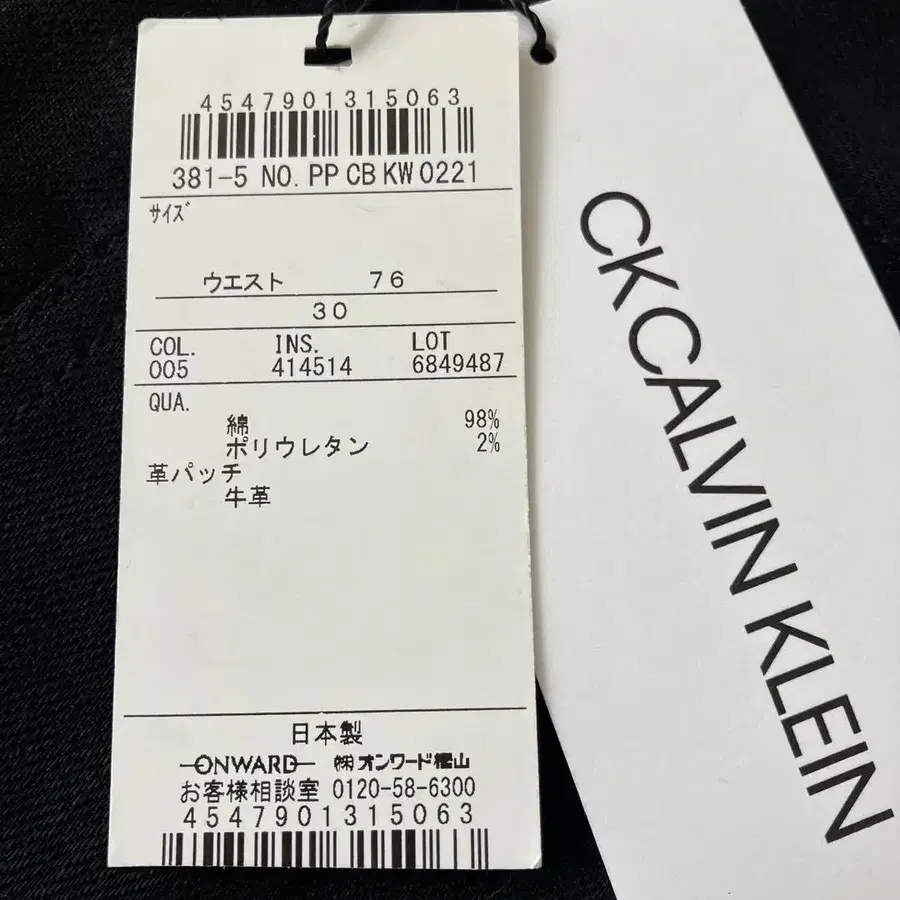 4547901315063
381-5 NO. PP CB KW 0221
サイズ
ウエスト 76
30
COL. INS. LOT
005 414514 6849487
QUA.
綿 98%
ポリウレタン 2%
革パッチ
牛革
日本製
ONWARD ㈱オンワード樫山
お客様相談室 0120-58-6300
4547901315063
CK CALVIN KLEIN